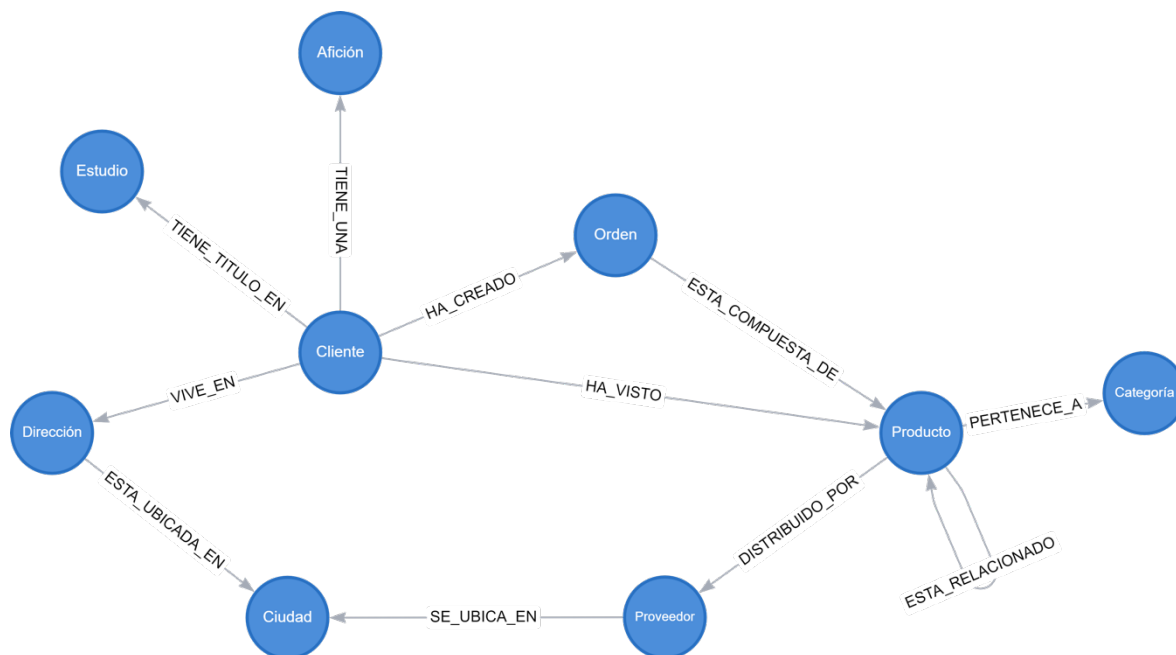 Afición
Estudio
TIENE_UNA
TIENE_TITULO_EN
Orden
HA_CREADO
ESTA_COMPUESTA_DE
Cliente
VIVE_EN
HA_VISTO
Categoría
PERTENECE_A
Dirección
Producto
ESTA_UBICADA_EN
DISTRIBUIDO_POR
ESTA_RELACIONADO
Ciudad
SE_UBICA_EN
Proveedor